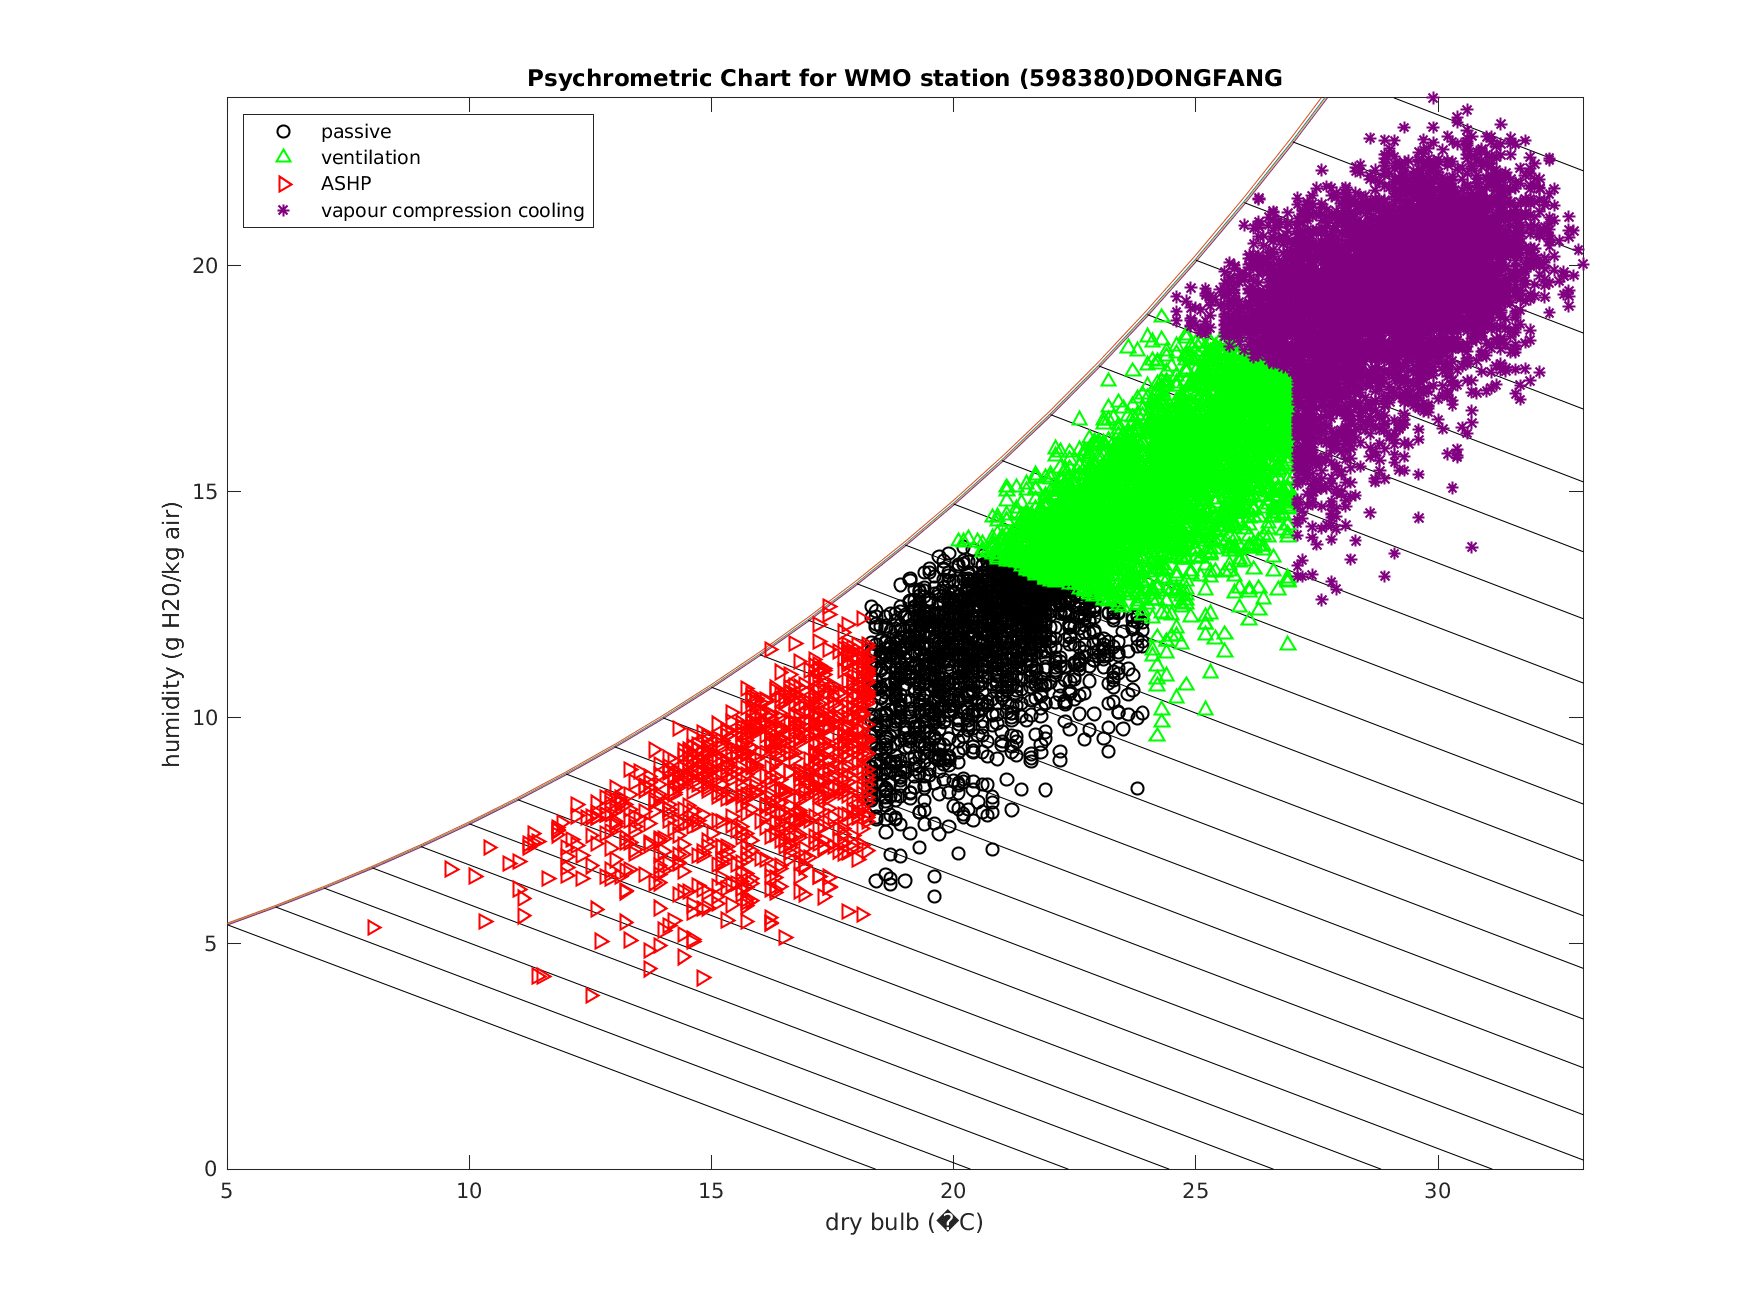 Psychrometric Chart for WMO station (598380)DONGFANG
passive
ventilation
ASHP
vapour compression cooling
humidity (g H20/kg air)
20
15
10
5
0
5 10 15 20 25 30
dry bulb (�C)